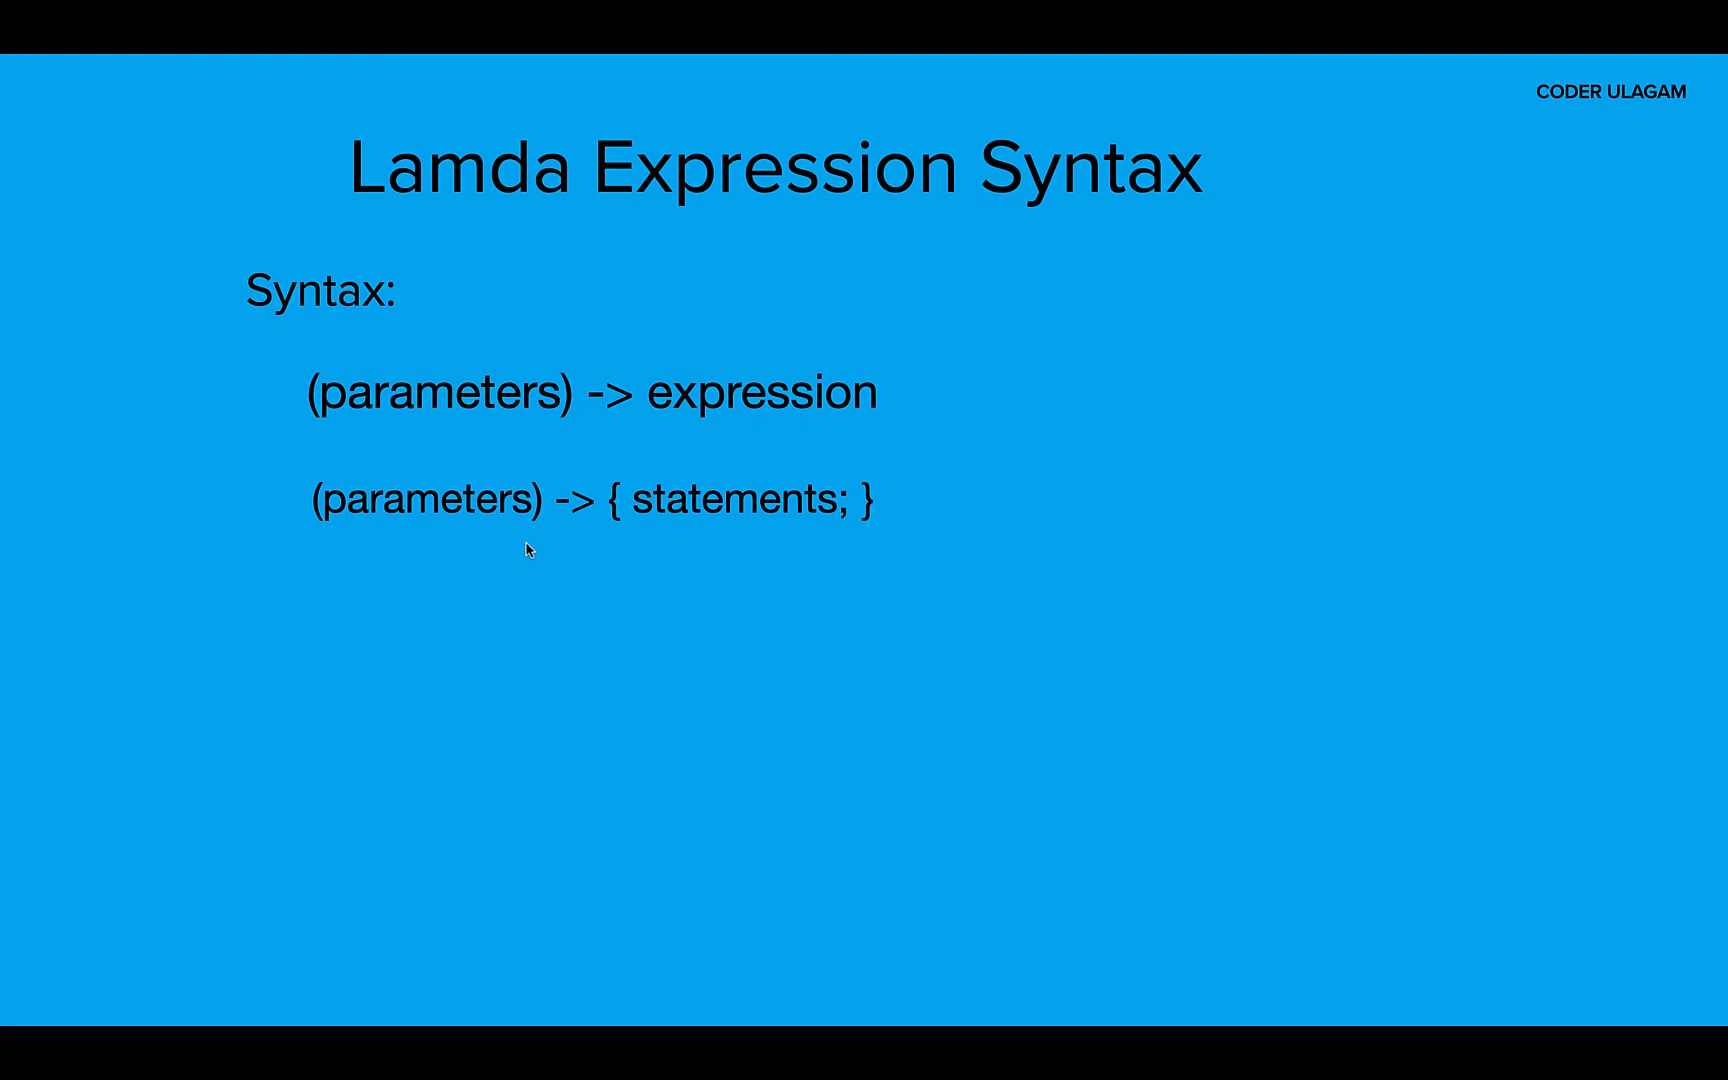 CODER ULAGAM
Lamda Expression Syntax
Syntax:
(parameters) -> expression
(parameters) -> { statements; }